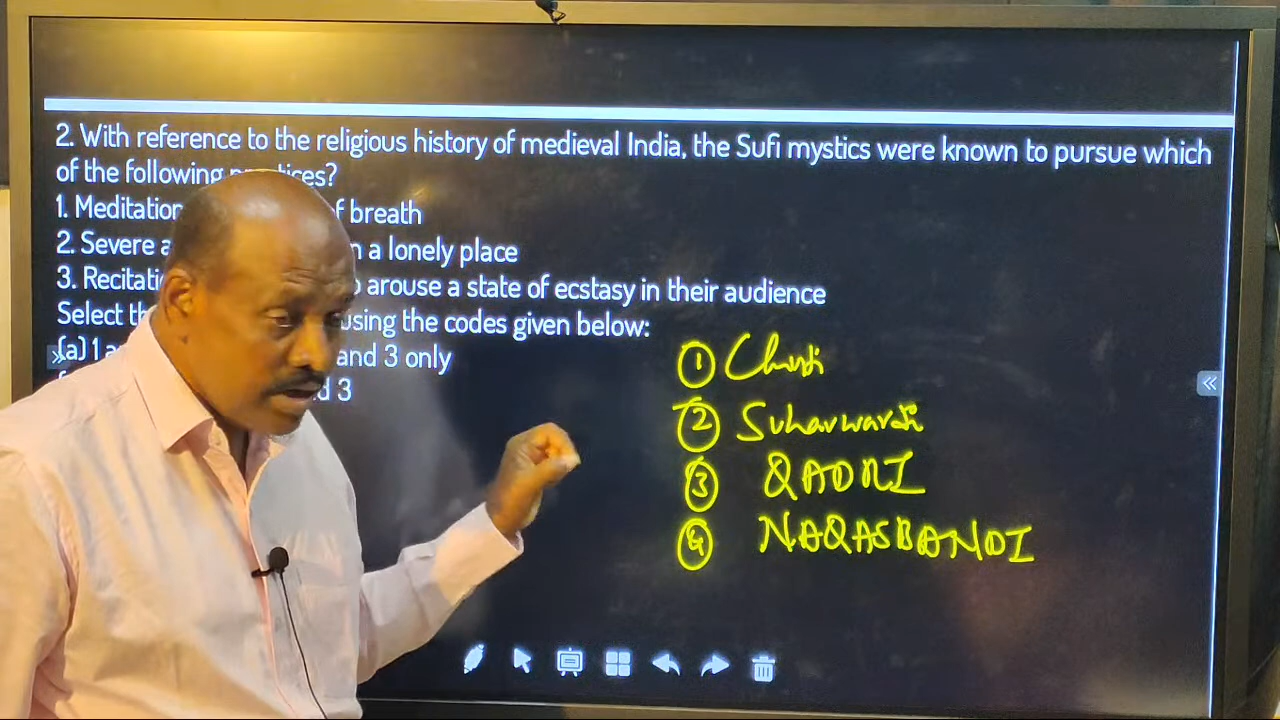 2. With reference to the religious history of medieval India, the Sufi mystics were known to pursue which
of the following practices?
1. Meditation f breath
2. Severe a n a lonely place
3. Recitati o arouse a state of ecstasy in their audience
Select th using the codes given below:
(a) 1 a and 3 only
d 3
① Chisti
② Suharwardi
③ QADRI
④ NAQASBANDI